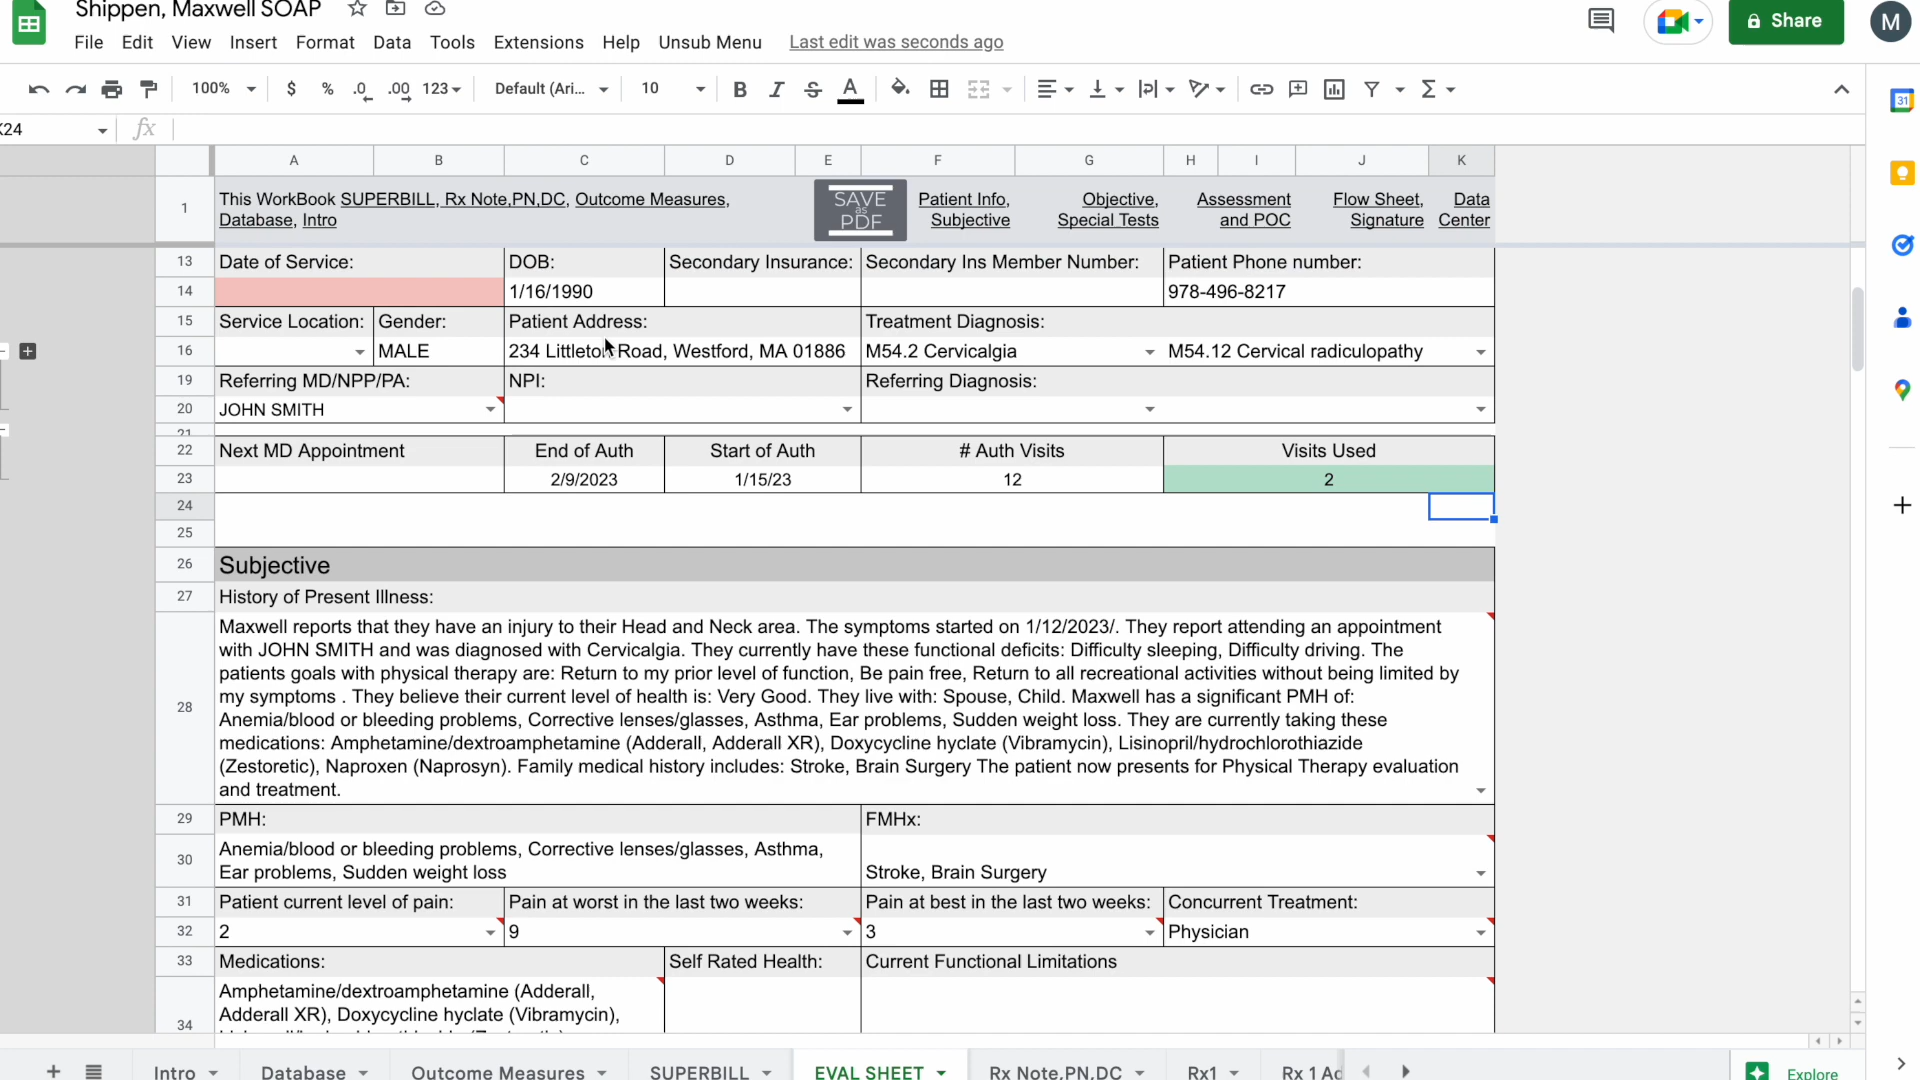 Shippen, Maxwell SOAP
File Edit View Insert Format Data Tools Extensions Help Unsub Menu Last edit was seconds ago
Share
M
100% $ % .0 .00 123 Default (Ari... 10 B I S A Σ
31
K24 fx
A B C D E F G H I J K
1 This WorkBook SUPERBILL, Rx Note,PN,DC, Outcome Measures,
Database, Intro
SAVE
as
PDF
Patient Info,
Subjective
Objective,
Special Tests
Assessment
and POC
Flow Sheet,
Signature
Data
Center
13 Date of Service: DOB: Secondary Insurance: Secondary Ins Member Number: Patient Phone number:
14 1/16/1990 978-496-8217
15 Service Location: Gender: Patient Address: Treatment Diagnosis:
16 MALE 234 Littleton Road, Westford, MA 01886 M54.2 Cervicalgia M54.12 Cervical radiculopathy
19 Referring MD/NPP/PA: NPI: Referring Diagnosis:
20 JOHN SMITH
21
22 Next MD Appointment End of Auth Start of Auth # Auth Visits Visits Used
23 2/9/2023 1/15/23 12 2
24
25
26 Subjective
27 History of Present Illness:
Maxwell reports that they have an injury to their Head and Neck area. The symptoms started on 1/12/2023/. They report attending an appointment
with JOHN SMITH and was diagnosed with Cervicalgia. They currently have these functional deficits: Difficulty sleeping, Difficulty driving. The
patients goals with physical therapy are: Return to my prior level of function, Be pain free, Return to all recreational activities without being limited by
28 my symptoms . They believe their current level of health is: Very Good. They live with: Spouse, Child. Maxwell has a significant PMH of:
Anemia/blood or bleeding problems, Corrective lenses/glasses, Asthma, Ear problems, Sudden weight loss. They are currently taking these
medications: Amphetamine/dextroamphetamine (Adderall, Adderall XR), Doxycycline hyclate (Vibramycin), Lisinopril/hydrochlorothiazide
(Zestoretic), Naproxen (Naprosyn). Family medical history includes: Stroke, Brain Surgery The patient now presents for Physical Therapy evaluation
and treatment.
29 PMH: FMHx:
30 Anemia/blood or bleeding problems, Corrective lenses/glasses, Asthma,
Ear problems, Sudden weight loss Stroke, Brain Surgery
31 Patient current level of pain: Pain at worst in the last two weeks: Pain at best in the last two weeks: Concurrent Treatment:
32 2 9 3 Physician
33 Medications: Self Rated Health: Current Functional Limitations
Amphetamine/dextroamphetamine (Adderall,
Adderall XR), Doxycycline hyclate (Vibramycin),
34
Intro Database Outcome Measures SUPERBILL EVAL SHEET Rx Note,PN,DC Rx1 Rx 1 Ad
Explore